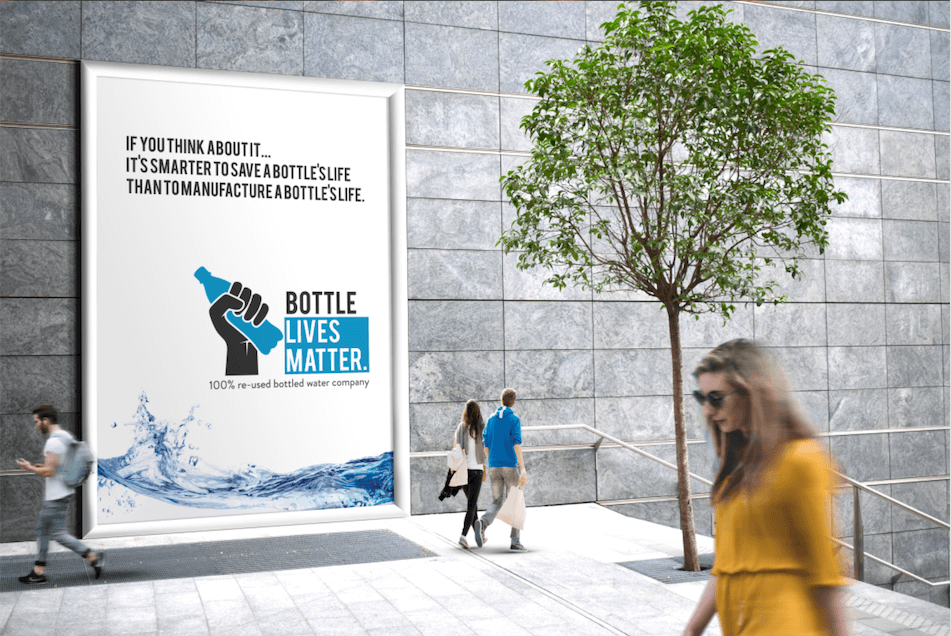 IF YOU THINK ABOUT IT...
IT'S SMARTER TO SAVE A BOTTLE'S LIFE
THAN TO MANUFACTURE A BOTTLE'S LIFE.
BOTTLE
LIVES
MATTER.
100% re-used bottled water company